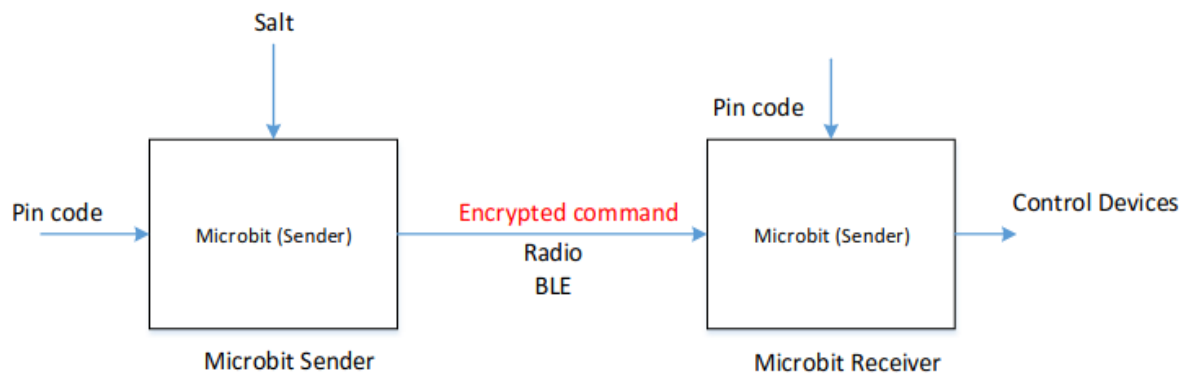 Salt
Pin code
Pin code
Microbit (Sender)
Encrypted command
Radio
BLE
Microbit (Sender)
Control Devices
Microbit Sender
Microbit Receiver